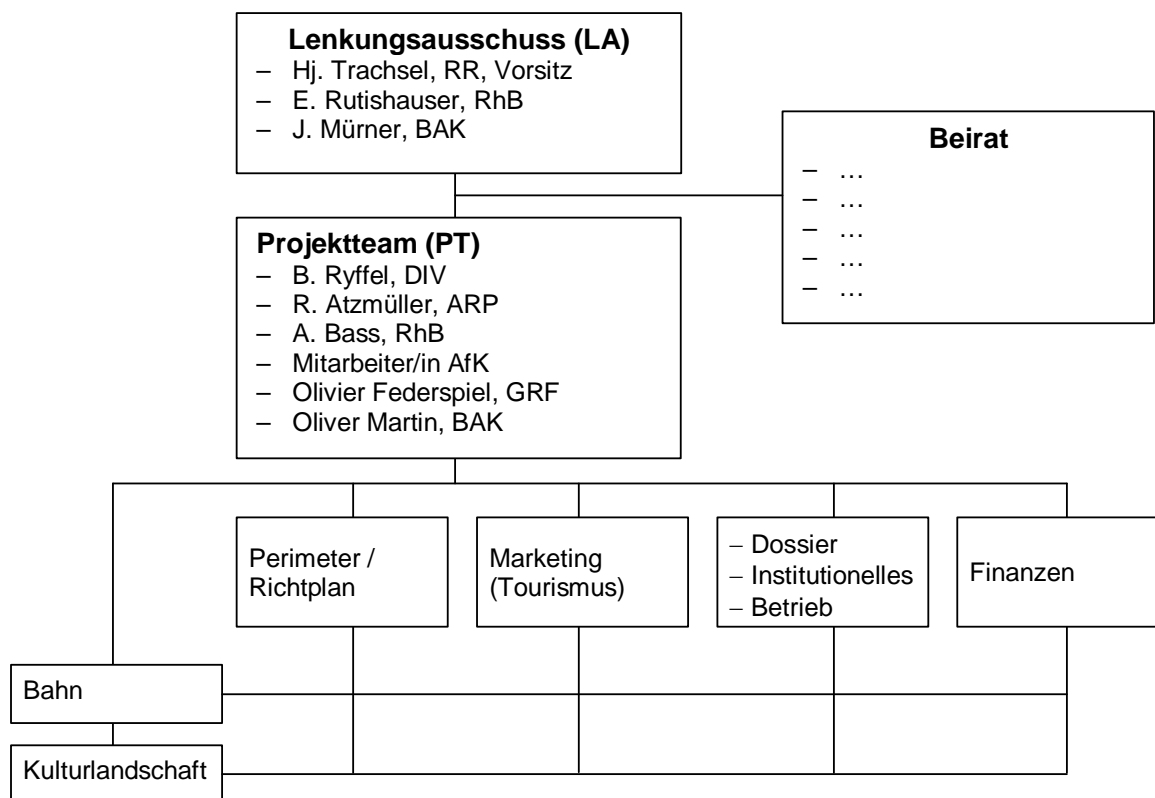 Lenkungsausschuss (LA)
– Hj. Trachsel, RR, Vorsitz
– E. Rutishauser, RhB
– J. Mürner, BAK
Beirat
– …
– …
– …
– …
– …
Projektteam (PT)
– B. Ryffel, DIV
– R. Atzmüller, ARP
– A. Bass, RhB
– Mitarbeiter/in AfK
– Olivier Federspiel, GRF
– Oliver Martin, BAK
Perimeter /
Richtplan
Marketing
(Tourismus)
– Dossier
– Institutionelles
– Betrieb
Finanzen
Bahn
Kulturlandschaft